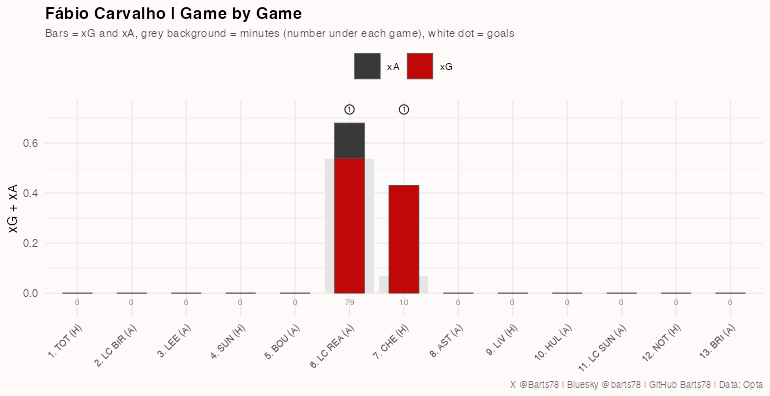 Fábio Carvalho | Game by Game
Bars = xG and xA, grey background = minutes (number under each game), white dot = goals
xA xG
1 1
xG + xA
0.6
0.4
0.2
0.0
0 0 0 0 0 79 10 0 0 0 0 0 0
1. TOT (H)
2. LC BIR (A)
3. LEE (A)
4. SUN (H)
5. BOU (A)
6. LC REA (A)
7. CHE (H)
8. AST (A)
9. LIV (H)
10. HUL (A)
11. LC SUN (A)
12. NOT (H)
13. BRI (A)
X @Barts78 | Bluesky @barts78 | GitHub Barts78 | Data: Opta